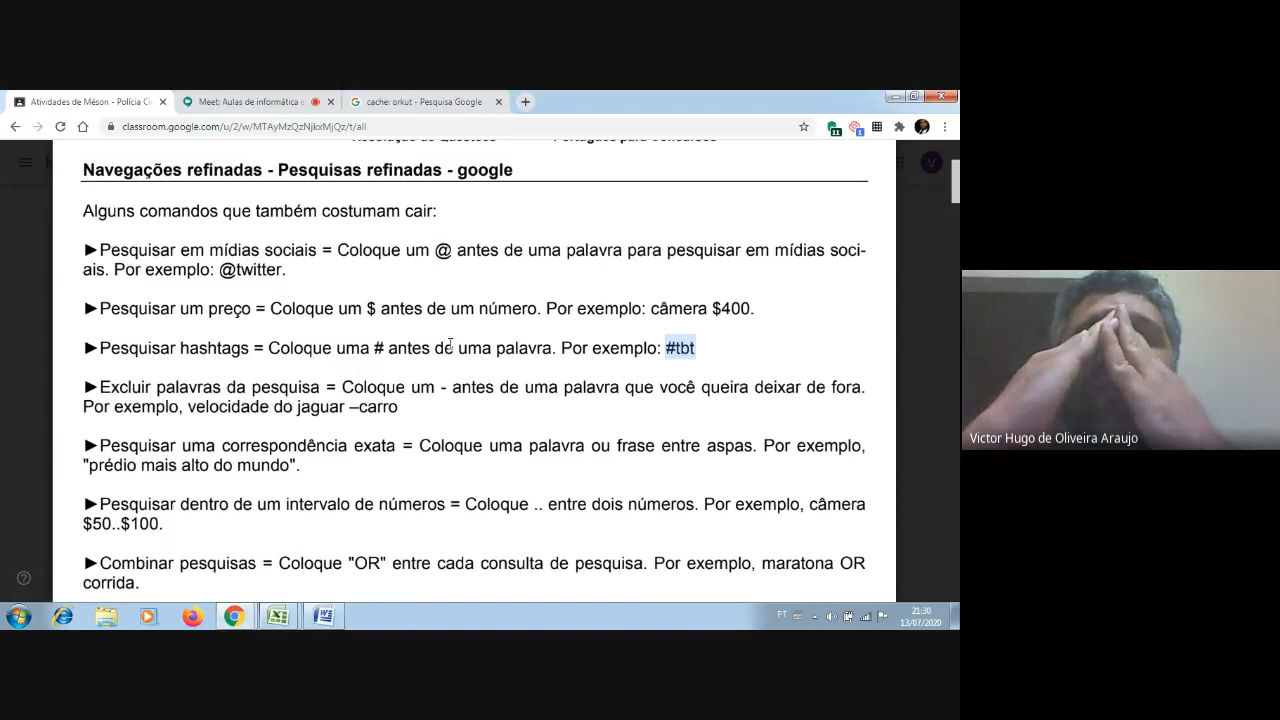 Atividades de Méson - Polícia Ci
Meet: Aulas de informática e
cache: orkut - Pesquisa Google
classroom.google.com/u/2/w/MTAyMzQzNjkxMjQz/t/all
Resolução de Questões Português para Concursos
Navegações refinadas - Pesquisas refinadas - google
Alguns comandos que também costumam cair:
►Pesquisar em mídias sociais = Coloque um @ antes de uma palavra para pesquisar em mídias soci-
ais. Por exemplo: @twitter.
►Pesquisar um preço = Coloque um $ antes de um número. Por exemplo: câmera $400.
►Pesquisar hashtags = Coloque uma # antes de uma palavra. Por exemplo: #tbt
►Excluir palavras da pesquisa = Coloque um - antes de uma palavra que você queira deixar de fora.
Por exemplo, velocidade do jaguar –carro
►Pesquisar uma correspondência exata = Coloque uma palavra ou frase entre aspas. Por exemplo,
"prédio mais alto do mundo".
►Pesquisar dentro de um intervalo de números = Coloque .. entre dois números. Por exemplo, câmera
$50..$100.
►Combinar pesquisas = Coloque "OR" entre cada consulta de pesquisa. Por exemplo, maratona OR
corrida.
V
Victor Hugo de Oliveira Araujo
PT
21:30
13/07/2020